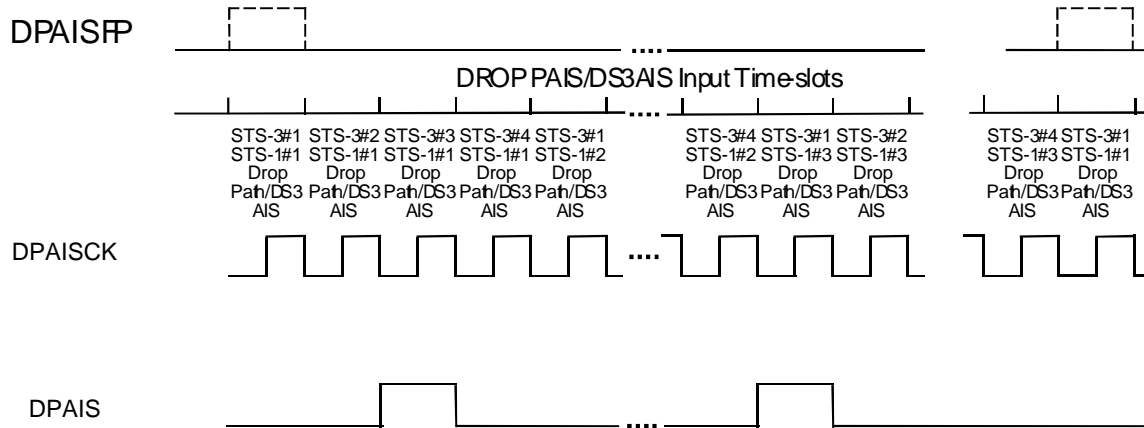 DPAISFP
....
DROP PAIS/DS3AIS Input Time-slots
....
STS-3#1 STS-3#2 STS-3#3 STS-3#4 STS-3#1 STS-3#4 STS-3#1 STS-3#2 STS-3#4 STS-3#1
STS-1#1 STS-1#1 STS-1#1 STS-1#1 STS-1#2 STS-1#2 STS-1#3 STS-1#3 STS-1#3 STS-1#1
Drop Drop Drop Drop Drop Drop Drop Drop Drop Drop
Path/DS3 Path/DS3 Path/DS3 Path/DS3 Path/DS3 Path/DS3 Path/DS3 Path/DS3 Path/DS3 Path/DS3
AIS AIS AIS AIS AIS AIS AIS AIS AIS AIS
DPAISCK
....
DPAIS
....